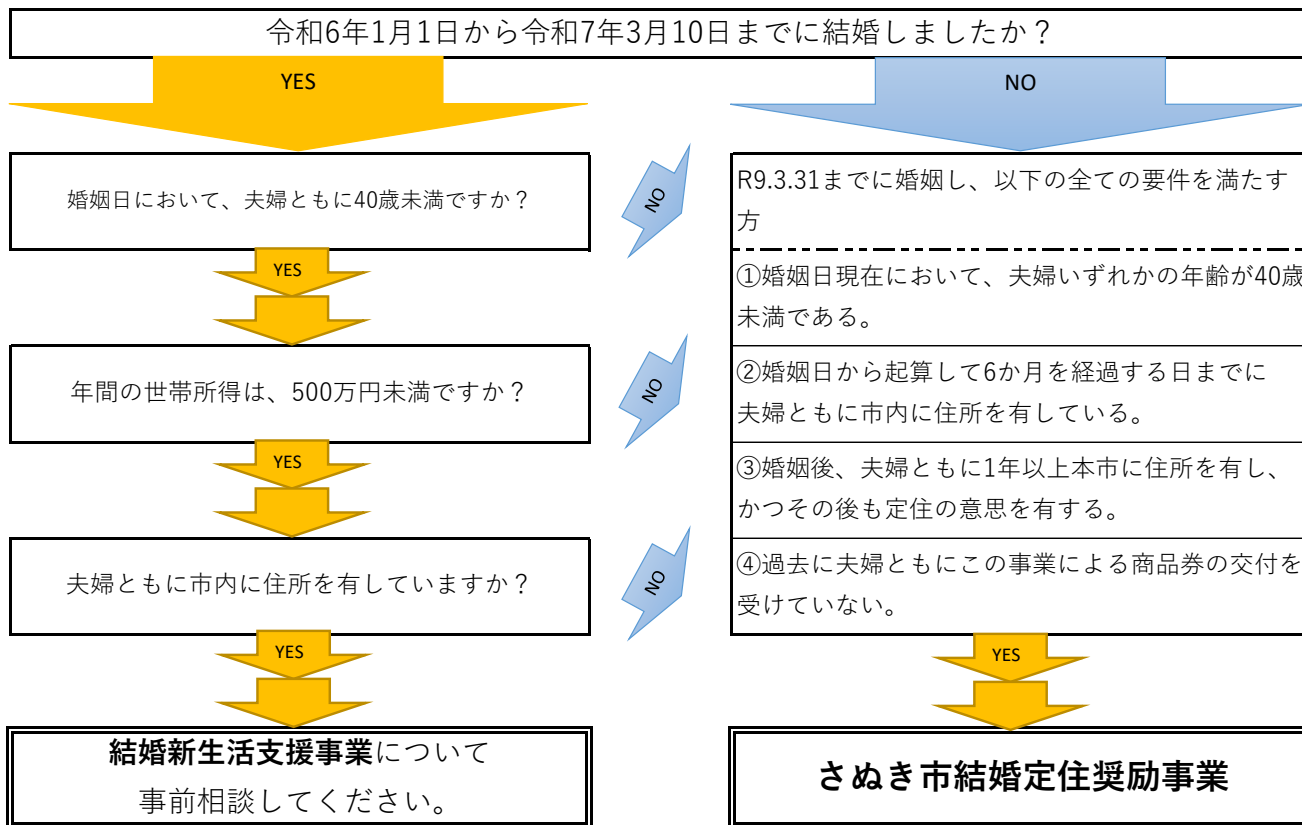 令和6年1月1日から令和7年3月10日までに結婚しましたか？
YES
NO
婚姻日において、夫婦ともに40歳未満ですか？
NO
YES
年間の世帯所得は、500万円未満ですか？
NO
YES
夫婦ともに市内に住所を有していますか？
NO
YES
結婚新生活支援事業について
事前相談してください。
R9.3.31までに婚姻し、以下の全ての要件を満たす
方
①婚姻日現在において、夫婦いずれかの年齢が40歳
未満である。
②婚姻日から起算して6か月を経過する日までに
夫婦ともに市内に住所を有している。
③婚姻後、夫婦ともに1年以上本市に住所を有し、
かつその後も定住の意思を有する。
④過去に夫婦ともにこの事業による商品券の交付を
受けていない。
YES
さぬき市結婚定住奨励事業